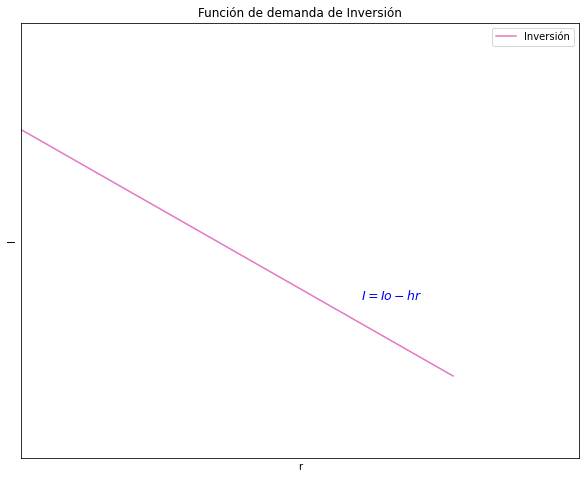 Función de demanda de Inversión
Inversión
I
I = Io − hr
r